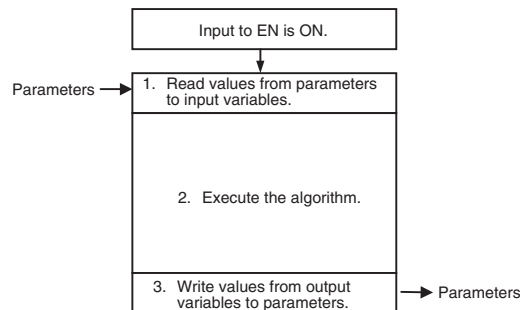 Input to EN is ON.
Parameters
1. Read values from parameters
to input variables.
2. Execute the algorithm.
3. Write values from output
variables to parameters.
Parameters